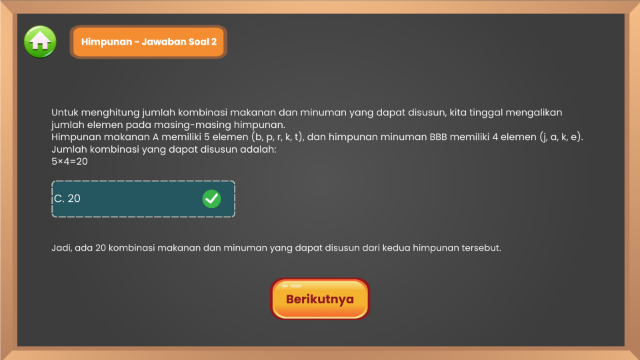 Himpunan - Jawaban Soal 2
Untuk menghitung jumlah kombinasi makanan dan minuman yang dapat disusun, kita tinggal mengalikan
jumlah elemen pada masing-masing himpunan.
Himpunan makanan A memiliki 5 elemen (b, p, r, k, t), dan himpunan minuman BBB memiliki 4 elemen (j, a, k, e).
Jumlah kombinasi yang dapat disusun adalah:
5×4=20
C. 20
Jadi, ada 20 kombinasi makanan dan minuman yang dapat disusun dari kedua himpunan tersebut.
Berikutnya